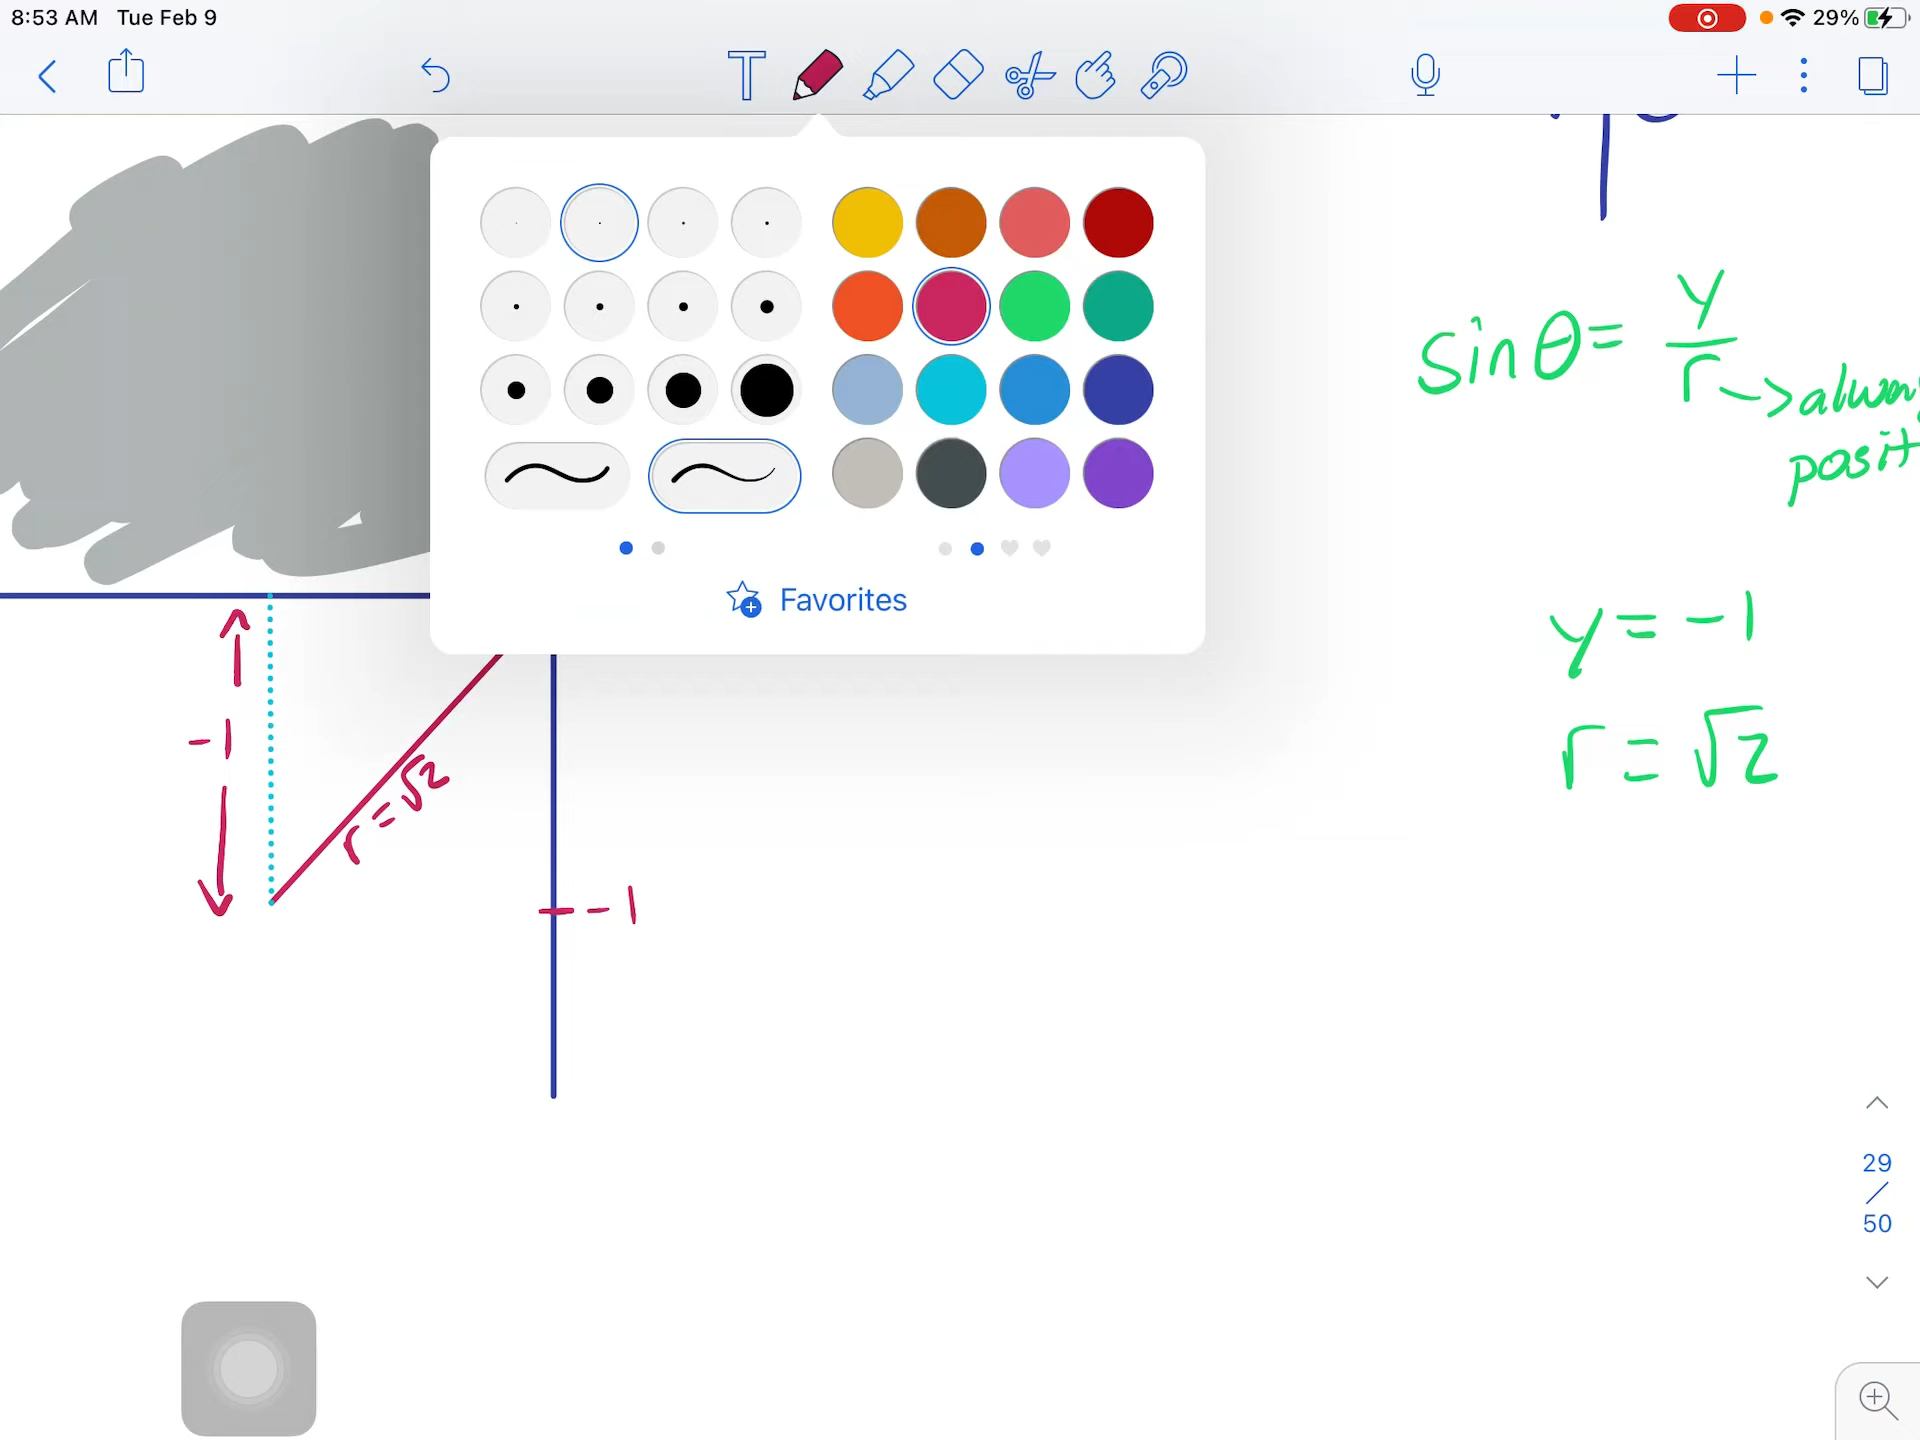 8:53 AM Tue Feb 9
29%
T
Favorites
sin θ = y/r → always
posit
y = -1
r = √2
-1
r = √2
-1
29
/
50